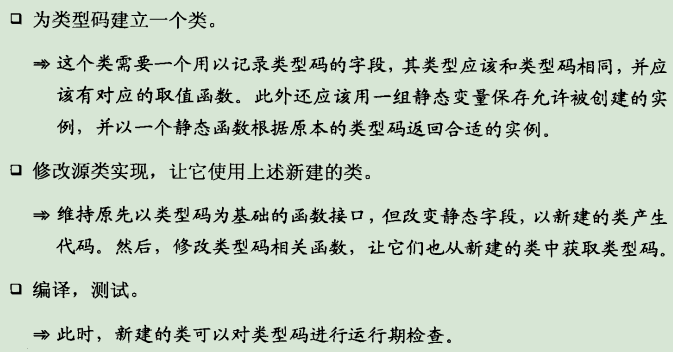 ❑ 为类型码建立一个类。
⇒ 这个类需要一个用以记录类型码的字段，其类型应该和类型码相同，并应
该有对应的取值函数。此外还应该用一组静态变量保存允许被创建的实
例，并以一个静态函数根据原本的类型码返回合适的实例。
❑ 修改源类实现，让它使用上述新建的类。
⇒ 维持原先以类型码为基础的函数接口，但改变静态字段，以新建的类产生
代码。然后，修改类型码相关函数，让它们也从新建的类中获取类型码。
❑ 编译，测试。
⇒ 此时，新建的类可以对类型码进行运行期检查。